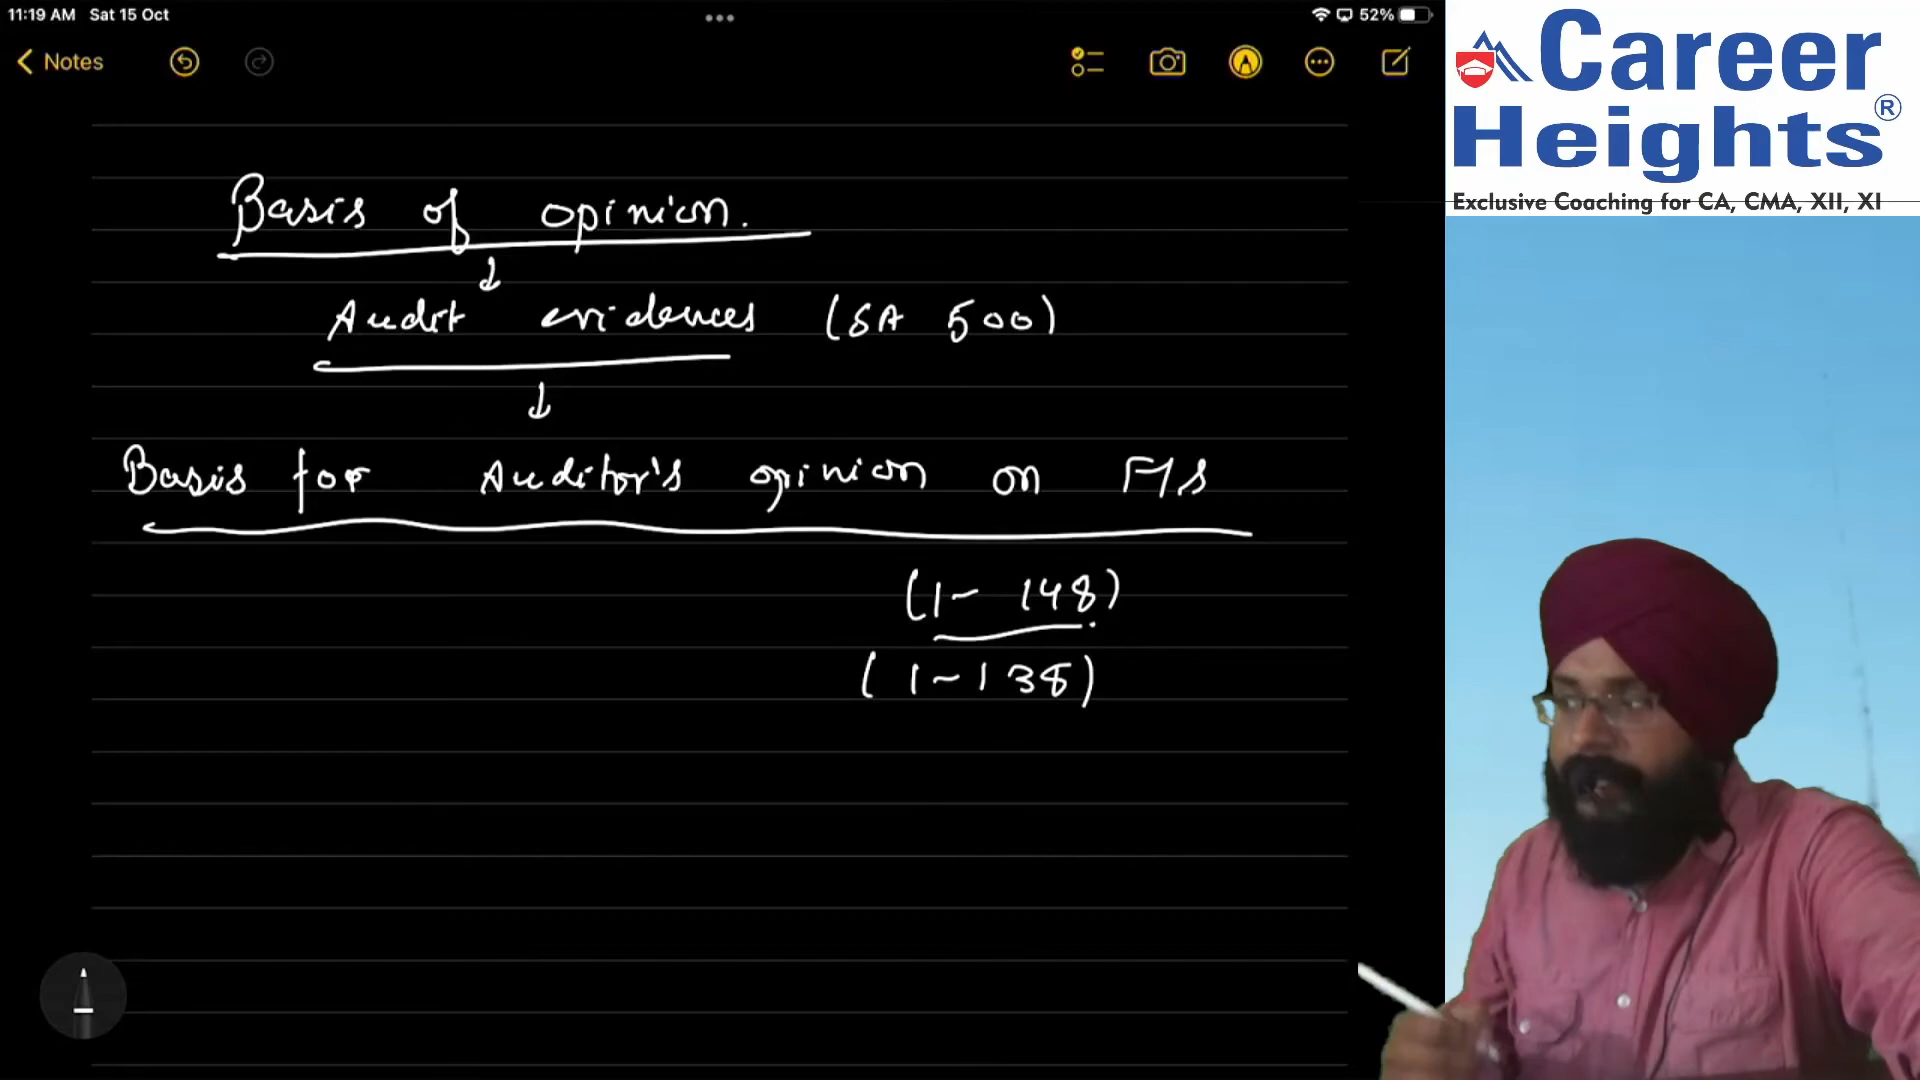 11:19 AM Sat 15 Oct
52%
Notes
Career
Heights®
Exclusive Coaching for CA, CMA, XII, XI
Basis of opinion.
Audit evidences (SA 500)
Basis for Auditor's opinion on F/s
(1- 148)
(1-138)